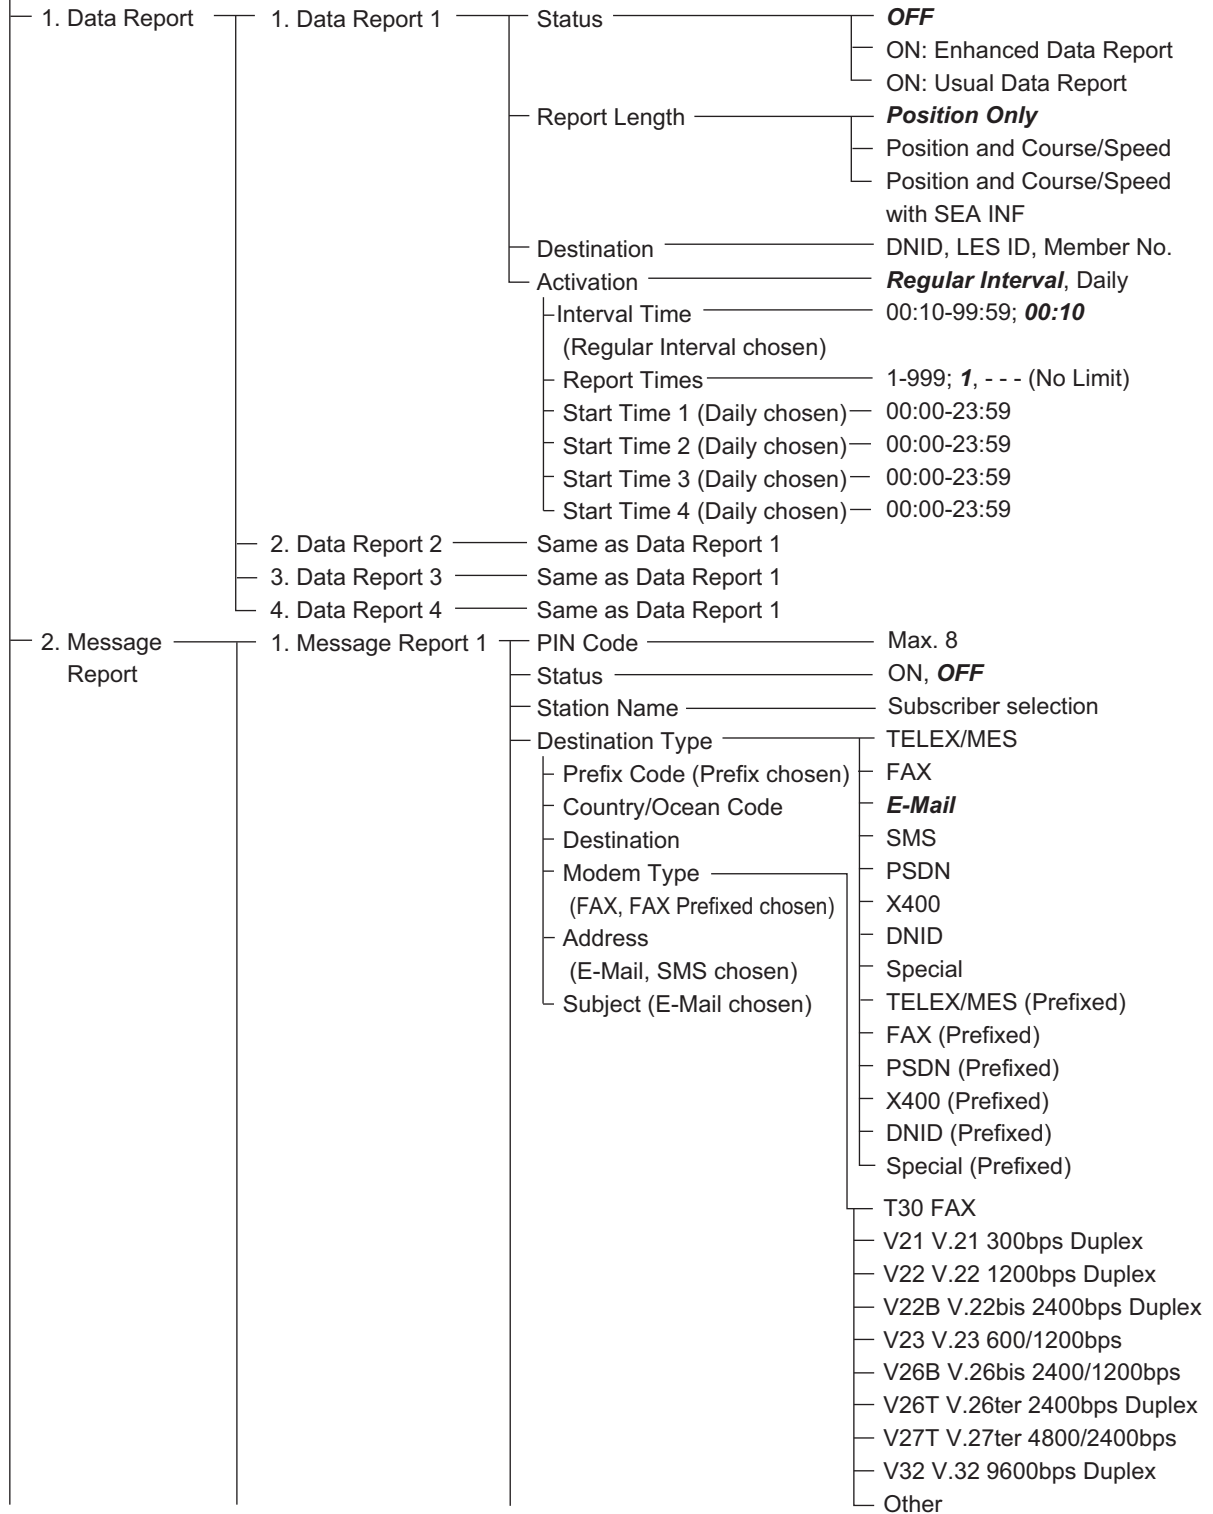 1. Data Report 1. Data Report 1 Status OFF
ON: Enhanced Data Report
ON: Usual Data Report
Report Length Position Only
Position and Course/Speed
Position and Course/Speed
with SEA INF
Destination DNID, LES ID, Member No.
Activation Regular Interval, Daily
Interval Time 00:10-99:59; 00:10
(Regular Interval chosen)
Report Times 1-999; 1, - - - (No Limit)
Start Time 1 (Daily chosen) 00:00-23:59
Start Time 2 (Daily chosen) 00:00-23:59
Start Time 3 (Daily chosen) 00:00-23:59
Start Time 4 (Daily chosen) 00:00-23:59
2. Data Report 2 Same as Data Report 1
3. Data Report 3 Same as Data Report 1
4. Data Report 4 Same as Data Report 1
2. Message 1. Message Report 1 PIN Code Max. 8
Report Status ON, OFF
Station Name Subscriber selection
Destination Type TELEX/MES
Prefix Code (Prefix chosen) FAX
Country/Ocean Code E-Mail
Destination SMS
Modem Type PSDN
(FAX, FAX Prefixed chosen) X400
Address DNID
(E-Mail, SMS chosen) Special
Subject (E-Mail chosen) TELEX/MES (Prefixed)
FAX (Prefixed)
PSDN (Prefixed)
X400 (Prefixed)
DNID (Prefixed)
Special (Prefixed)
T30 FAX
V21 V.21 300bps Duplex
V22 V.22 1200bps Duplex
V22B V.22bis 2400bps Duplex
V23 V.23 600/1200bps
V26B V.26bis 2400/1200bps
V26T V.26ter 2400bps Duplex
V27T V.27ter 4800/2400bps
V32 V.32 9600bps Duplex
Other